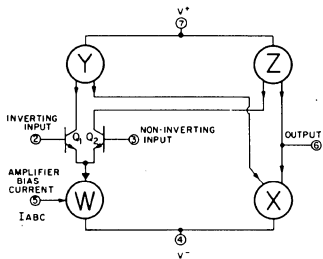 V+
7
Y
Z
INVERTING
INPUT
2
Q1
Q2
3
NON-INVERTING
INPUT
OUTPUT
6
AMPLIFIER
BIAS
CURRENT
5
IABC
W
X
4
V-